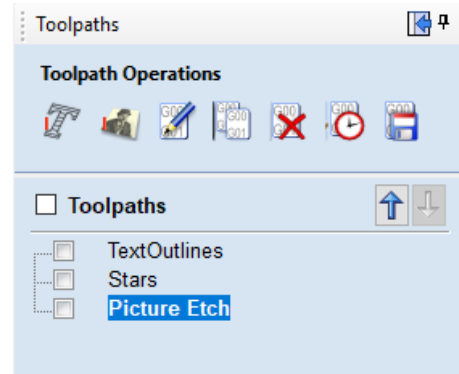 Toolpaths
Toolpath Operations
Toolpaths
TextOutlines
Stars
Picture Etch